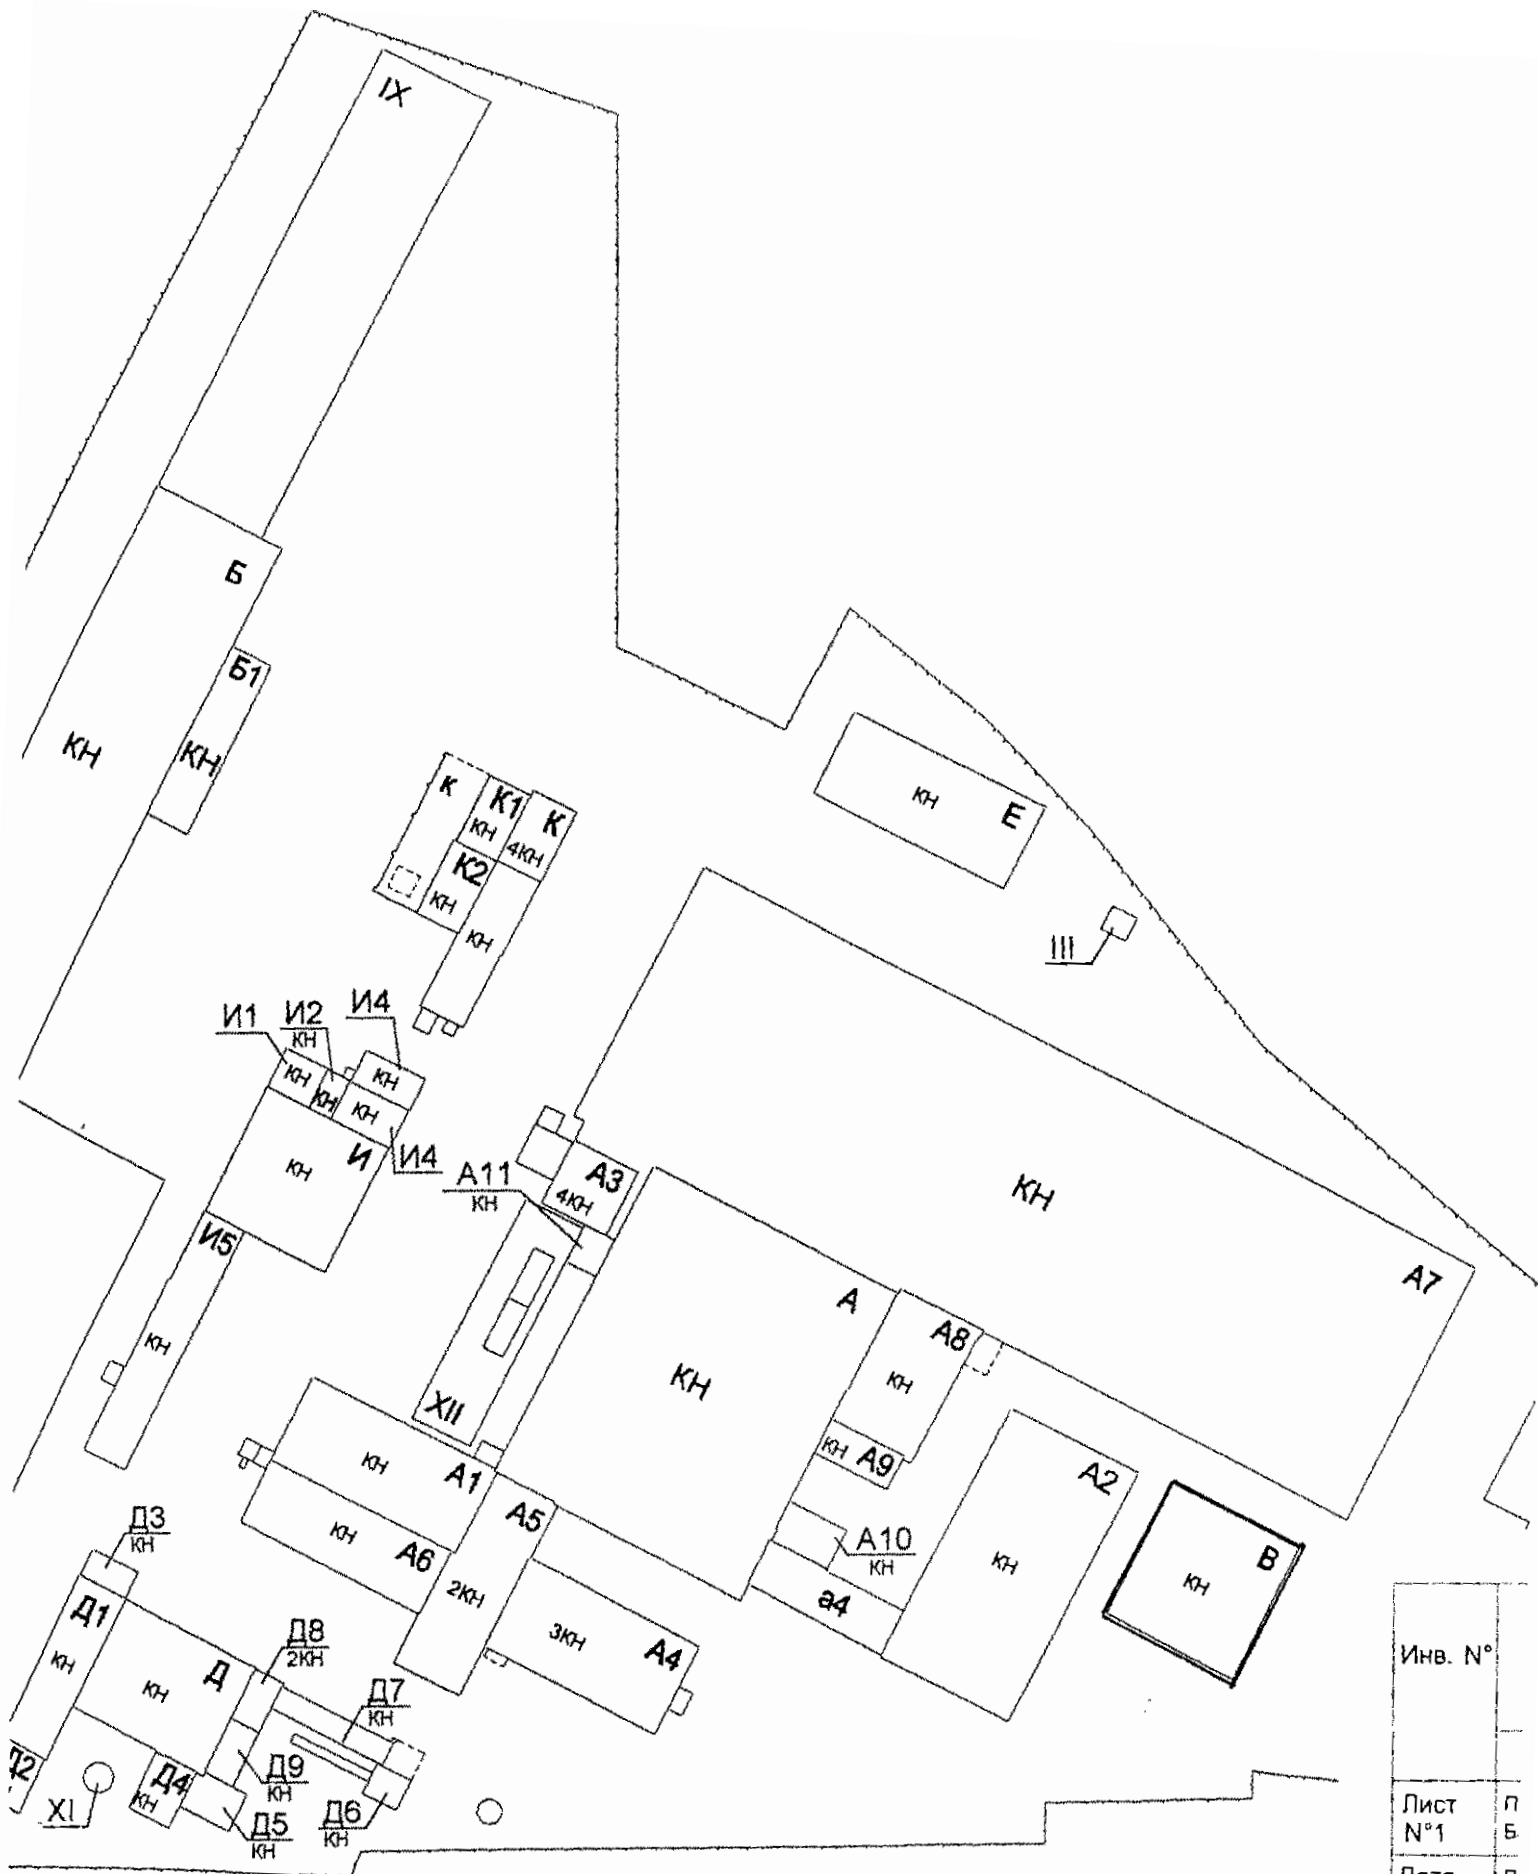 IX
Б
Б1
КН
КН
к
К1
К
КН
4КН
К2
КН
КН
Е
КН
III
И1
И2
КН
И4
КН
КН
КН
КН
И
И4
КН
А11
КН
А3
4КН
КН
А7
И5
КН
А
КН
А8
КН
XII
КН
А9
А1
КН
А2
КН
А5
2КН
А6
КН
А10
КН
а4
В
КН
Д3
КН
Д1
КН
3КН
А4
Д8
2КН
Д
КН
Д7
КН
Д2
XI
Д4
КН
Д9
КН
Д5
КН
Д6
КН
Инв. N°
Лист
N°1
П
Б